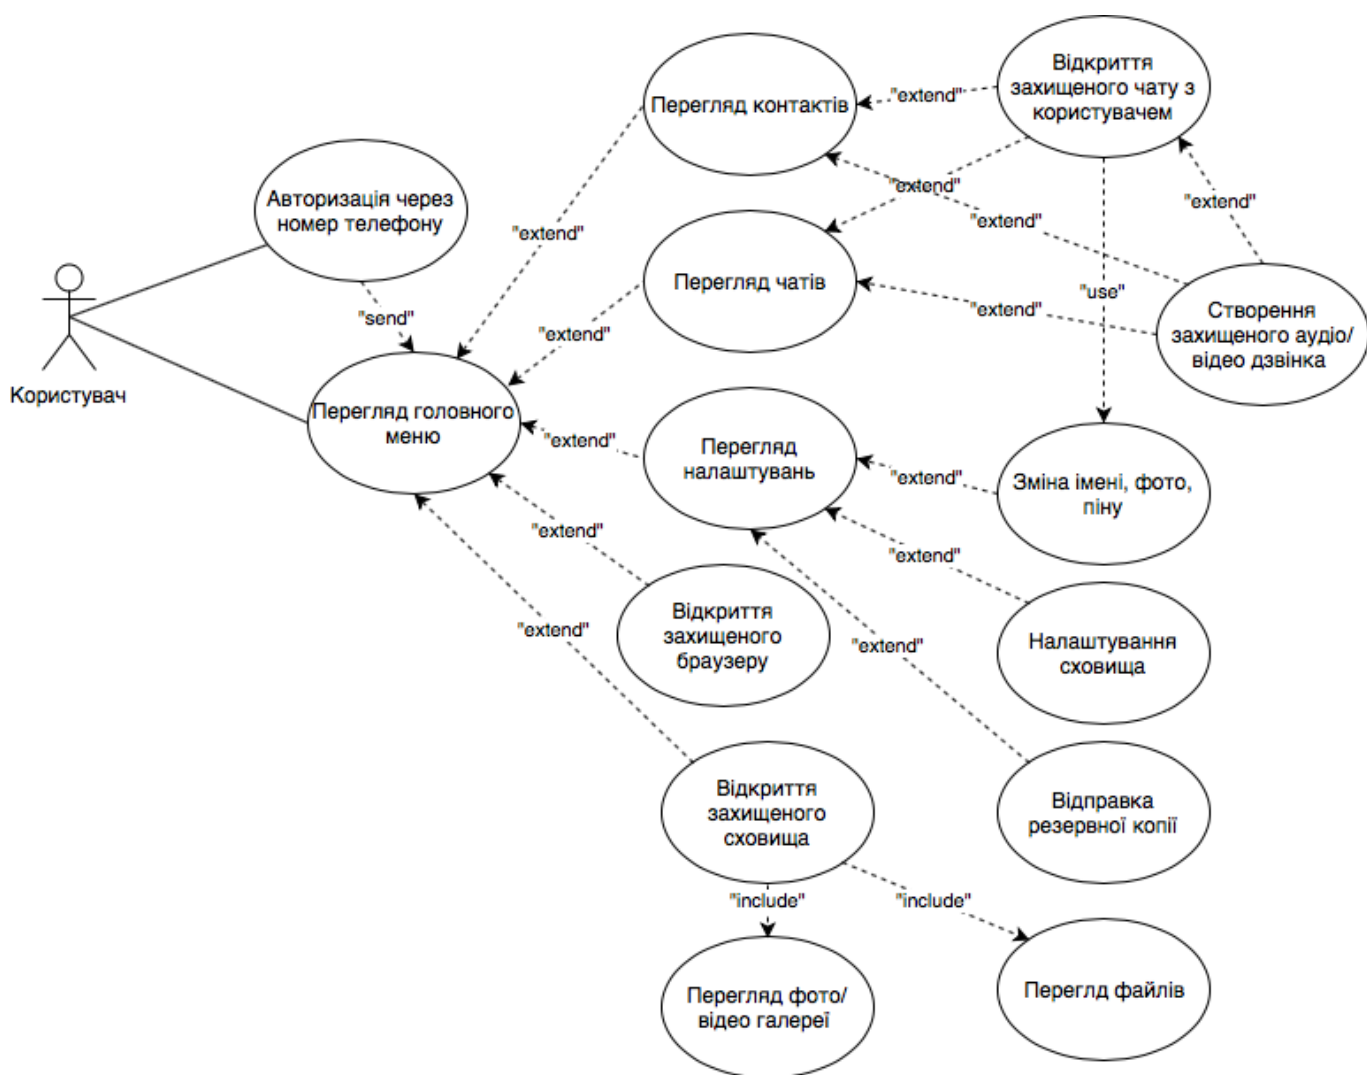 Відкриття
захищеного чату з
користувачем
"extend"
Перегляд контактів
Авторизація через
номер телефону
"extend"
"extend"
"extend"
"extend"
"send"
"extend"
Перегляд чатів
"use"
"extend"
Створення
захищеного аудіо/
відео дзвінка
Користувач
Перегляд головного
меню
"extend"
Перегляд
налаштувань
"extend"
Зміна імені, фото,
піну
"extend"
"extend"
Відкриття
захищеного
браузеру
"extend"
"extend"
Налаштування
сховища
Відкриття
захищеного
сховища
Відправка
резервної копії
"include"
"include"
Перегляд фото/
відео галереї
Переглд файлів